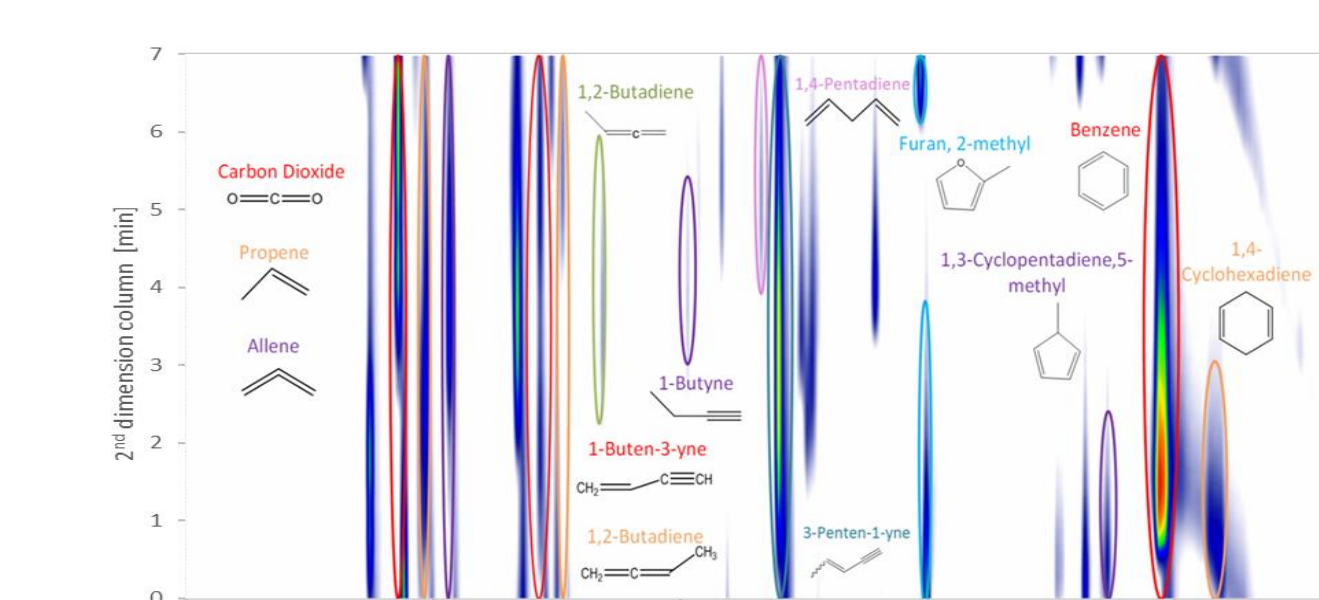 7
6
5
4
3
2
1
0
2nd dimension column [min]
Carbon Dioxide
O=C=O
Propene
Allene
1,2-Butadiene
C
1-Butyne
1-Buten-3-yne
CH2 C≡CH
1,2-Butadiene
CH3
CH2=C=
1,4-Pentadiene
3-Penten-1-yne
Furan, 2-methyl
O
Benzene
1,3-Cyclopentadiene,5-
methyl
1,4-
Cyclohexadiene